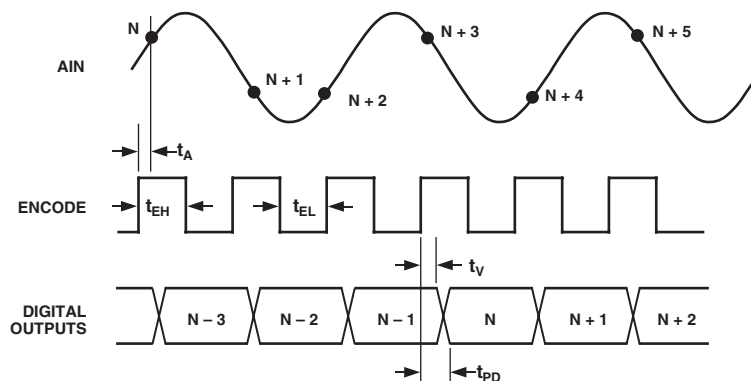 N
N + 3
N + 5
AIN
N + 1
N + 2
N + 4
tA
ENCODE
tEH
tEL
tV
DIGITAL
OUTPUTS
N – 3
N – 2
N – 1
N
N + 1
N + 2
tPD